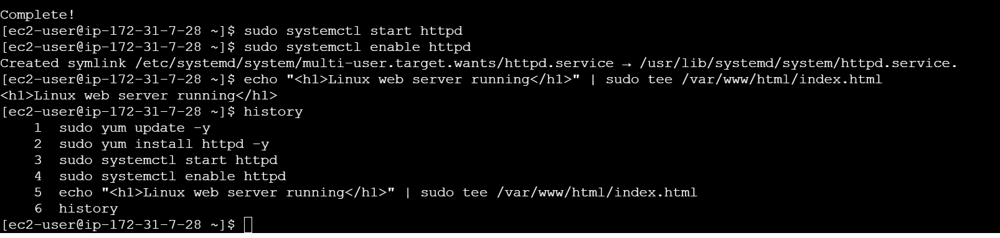 Complete!
[ec2-user@ip-172-31-7-28 ~]$ sudo systemctl start httpd
[ec2-user@ip-172-31-7-28 ~]$ sudo systemctl enable httpd
Created symlink /etc/systemd/system/multi-user.target.wants/httpd.service → /usr/lib/systemd/system/httpd.service.
[ec2-user@ip-172-31-7-28 ~]$ echo "<h1>Linux web server running</h1>" | sudo tee /var/www/html/index.html
<h1>Linux web server running</h1>
[ec2-user@ip-172-31-7-28 ~]$ history
    1  sudo yum update -y
    2  sudo yum install httpd -y
    3  sudo systemctl start httpd
    4  sudo systemctl enable httpd
    5  echo "<h1>Linux web server running</h1>" | sudo tee /var/www/html/index.html
    6  history
[ec2-user@ip-172-31-7-28 ~]$